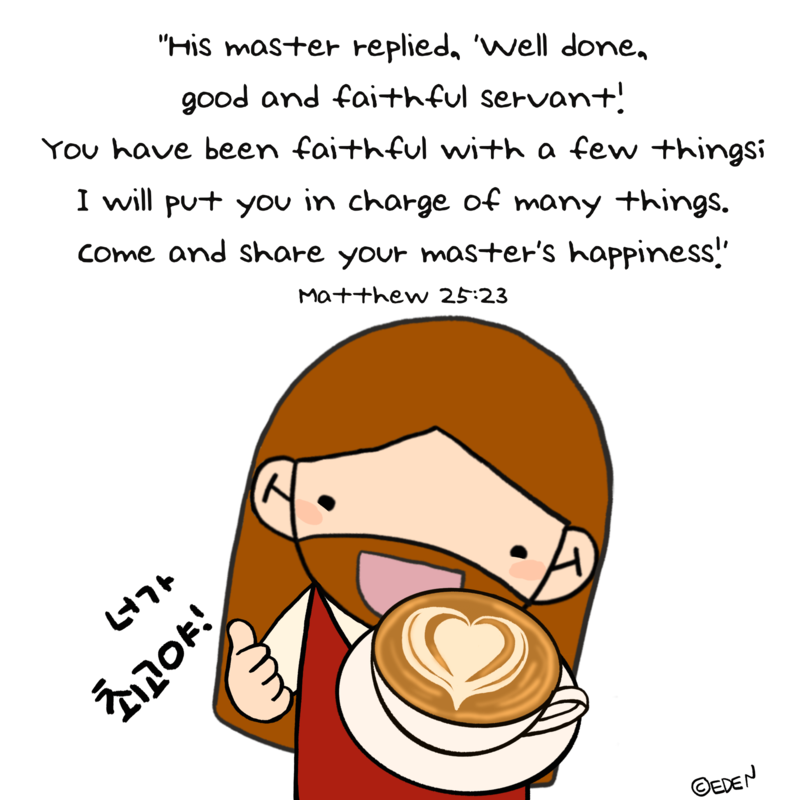 "His master replied, 'Well done,
good and faithful servant!
You have been faithful with a few things;
I will put you in charge of many things.
Come and share your master's happiness!'
Matthew 25:23
너가
최고야!
©EDEN